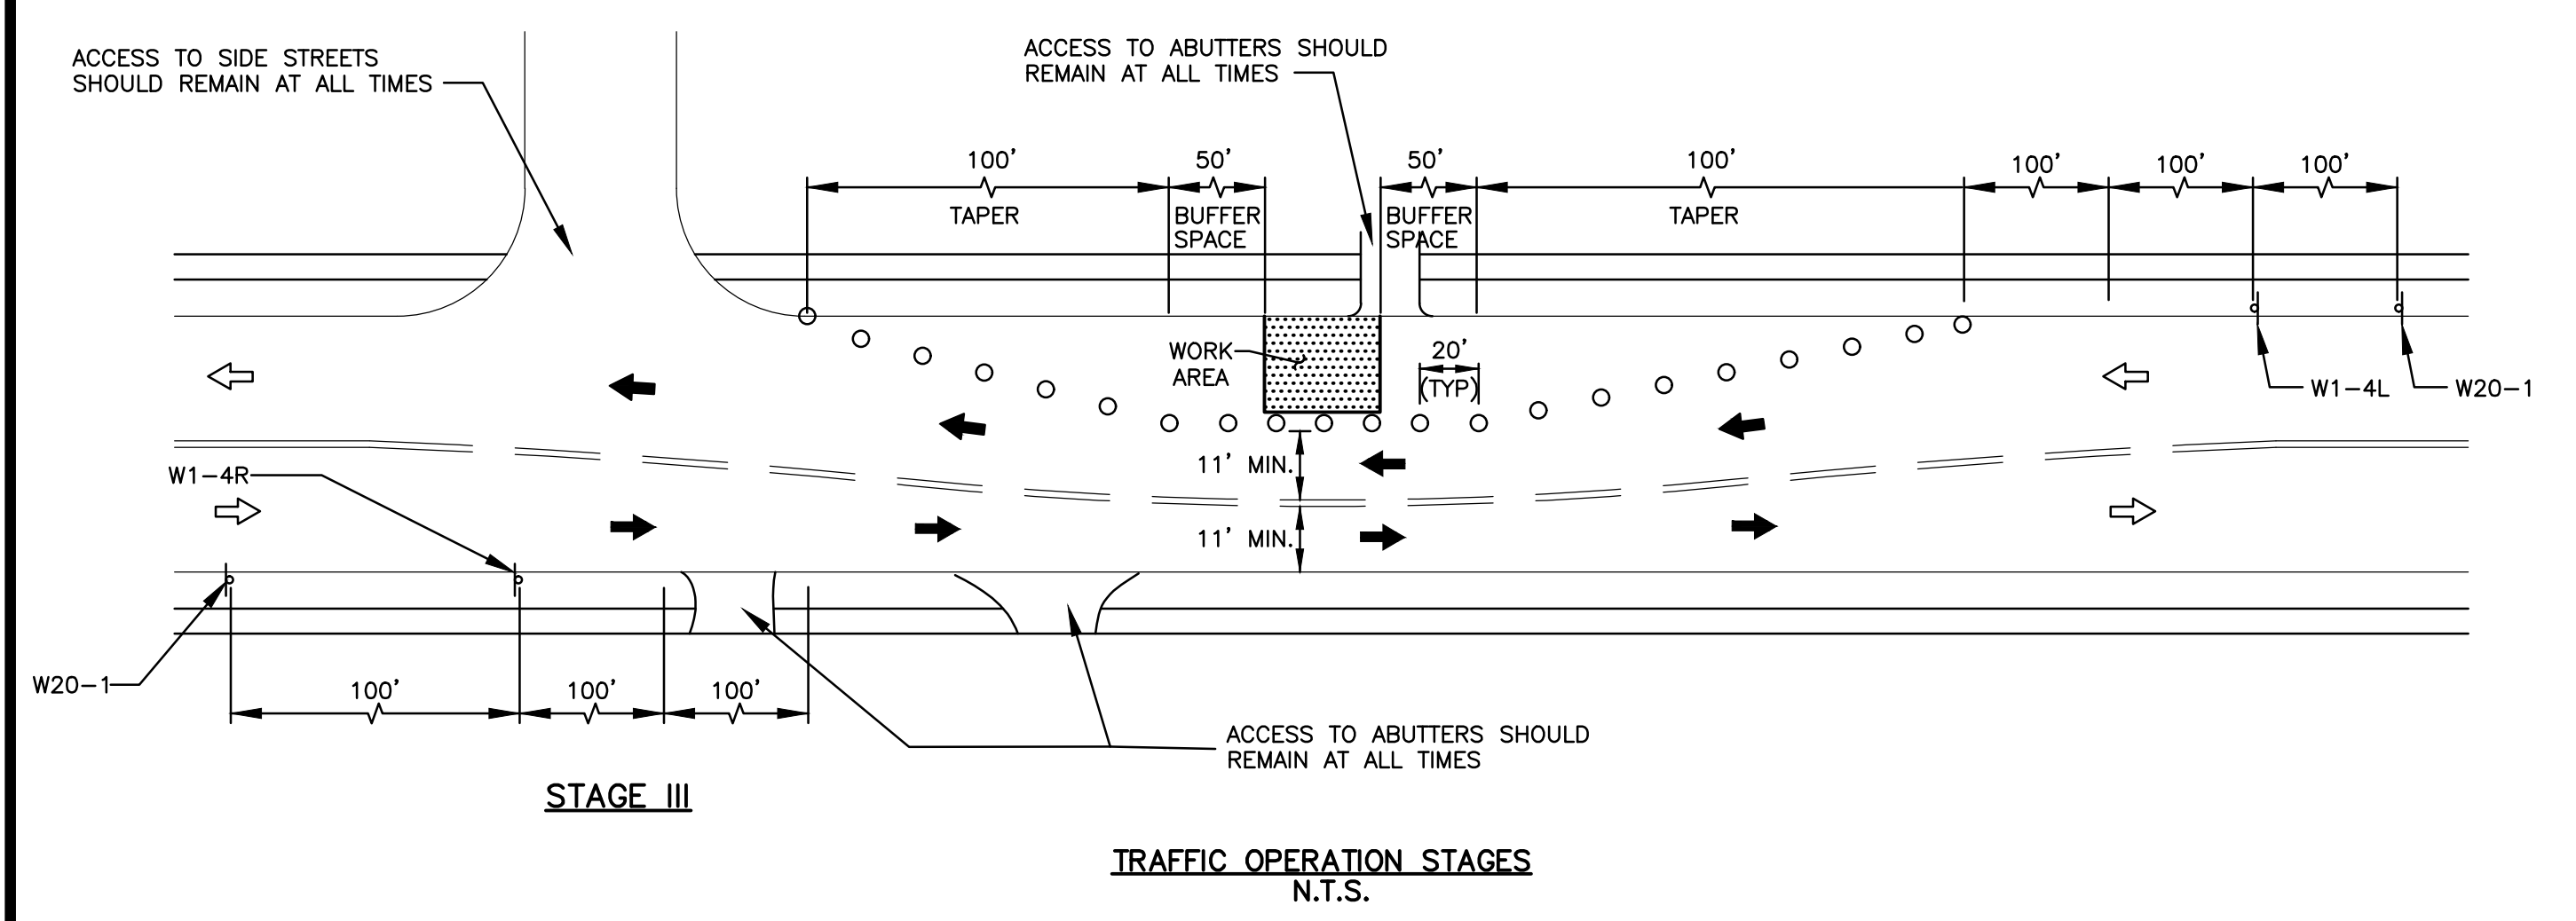 ACCESS TO SIDE STREETS
SHOULD REMAIN AT ALL TIMES
ACCESS TO ABUTTERS SHOULD
REMAIN AT ALL TIMES
100' 50' 50' 100' 100' 100' 100'
TAPER BUFFER BUFFER TAPER
SPACE SPACE
WORK
AREA
20'
(TYP)
W1-4L W20-1
W1-4R
11' MIN.
11' MIN.
W20-1
100' 100' 100'
ACCESS TO ABUTTERS SHOULD
REMAIN AT ALL TIMES
STAGE III
TRAFFIC OPERATION STAGES
N.T.S.